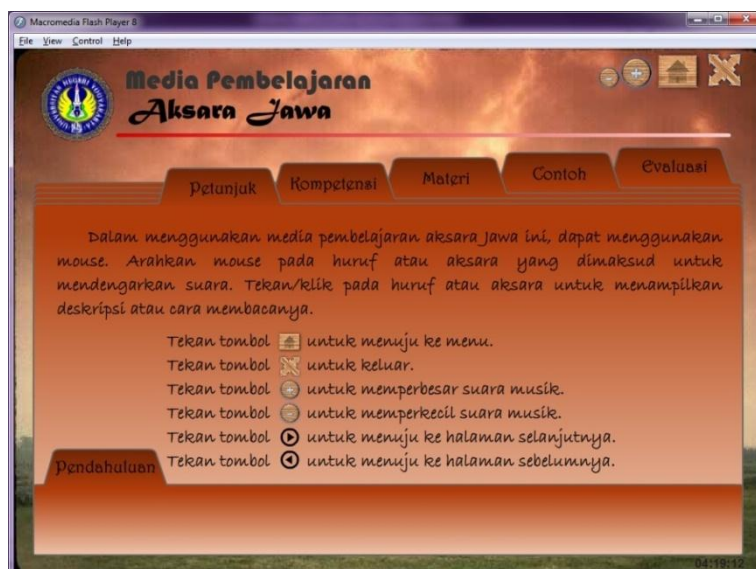 Macromedia Flash Player 8
File View Control Help
UNIVERSITAS NEGERI YOGYAKARTA
Media Pembelajaran
Aksara Jawa
Petunjuk Kompetensi Materi Contoh Evaluasi
Dalam menggunakan media pembelajaran aksara Jawa ini, dapat menggunakan
mouse. Arahkan mouse pada huruf atau aksara yang dimaksud untuk
mendengarkan suara. Tekan/klik pada huruf atau aksara untuk menampilkan
deskripsi atau cara membacanya.
Tekan tombol untuk menuju ke menu.
Tekan tombol untuk keluar.
Tekan tombol untuk memperbesar suara musik.
Tekan tombol untuk memperkecil suara musik.
Tekan tombol untuk menuju ke halaman selanjutnya.
Tekan tombol untuk menuju ke halaman sebelumnya.
Pendahuluan
04:19:12